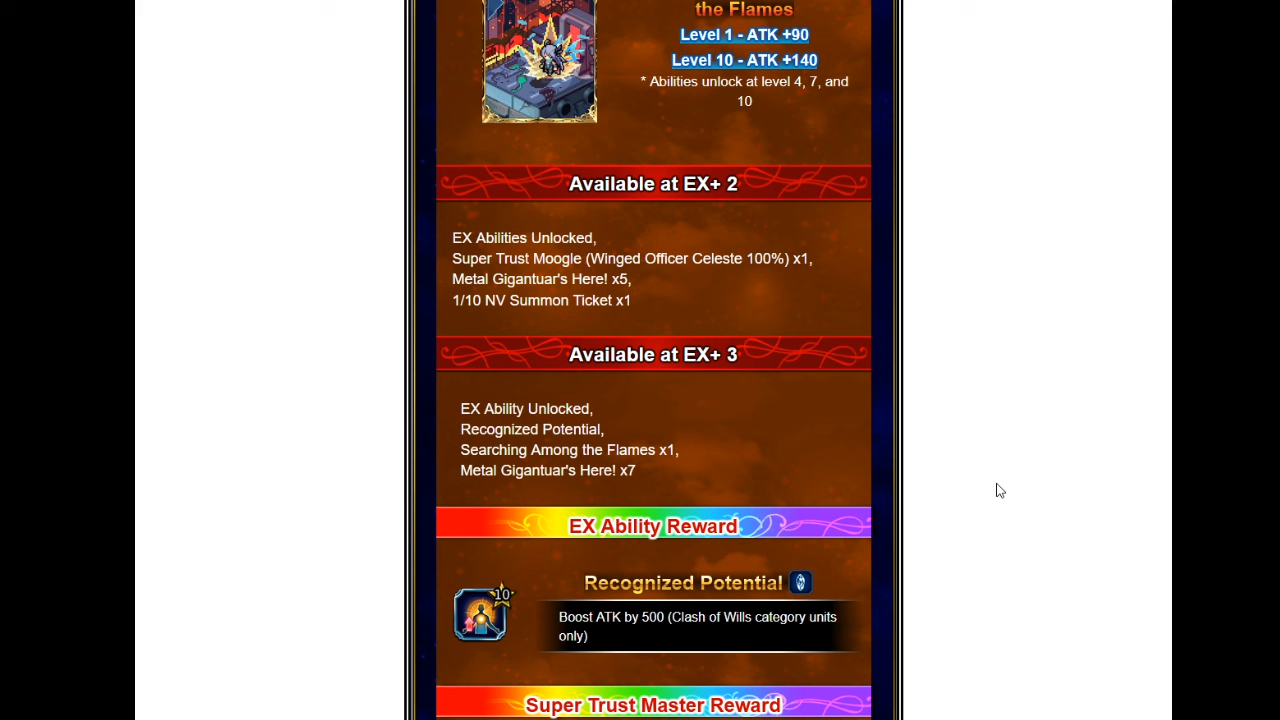 the Flames
Level 1 - ATK +90
Level 10 - ATK +140
* Abilities unlock at level 4, 7, and
10
Available at EX+ 2
EX Abilities Unlocked,
Super Trust Moogle (Winged Officer Celeste 100%) x1,
Metal Gigantuar's Here! x5,
1/10 NV Summon Ticket x1
Available at EX+ 3
EX Ability Unlocked,
Recognized Potential,
Searching Among the Flames x1,
Metal Gigantuar's Here! x7
EX Ability Reward
Recognized Potential
10
Boost ATK by 500 (Clash of Wills category units
only)
Super Trust Master Reward